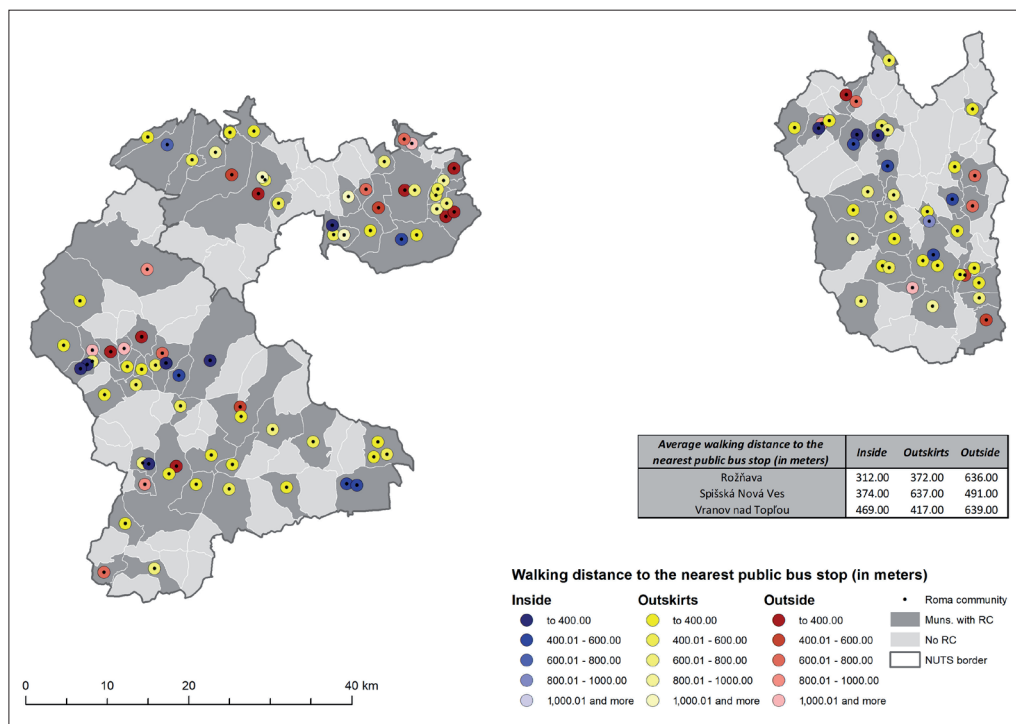 Average walking distance to the nearest public bus stop (in meters) Inside Outskirts Outside
Rožňava 312.00 372.00 636.00
Spišská Nová Ves 374.00 637.00 491.00
Vranov nad Topľou 469.00 417.00 639.00
Walking distance to the nearest public bus stop (in meters)
Inside Outskirts Outside • Roma community
to 400.00 to 400.00 to 400.00 Muns. with RC
400.01 - 600.00 400.01 - 600.00 400.01 - 600.00 No RC
600.01 - 800.00 600.01 - 800.00 600.01 - 800.00 NUTS border
800.01 - 1000.00 800.01 - 1000.00 800.01 - 1000.00
1,000.01 and more 1,000.01 and more 1,000.01 and more
0 10 20 40 km